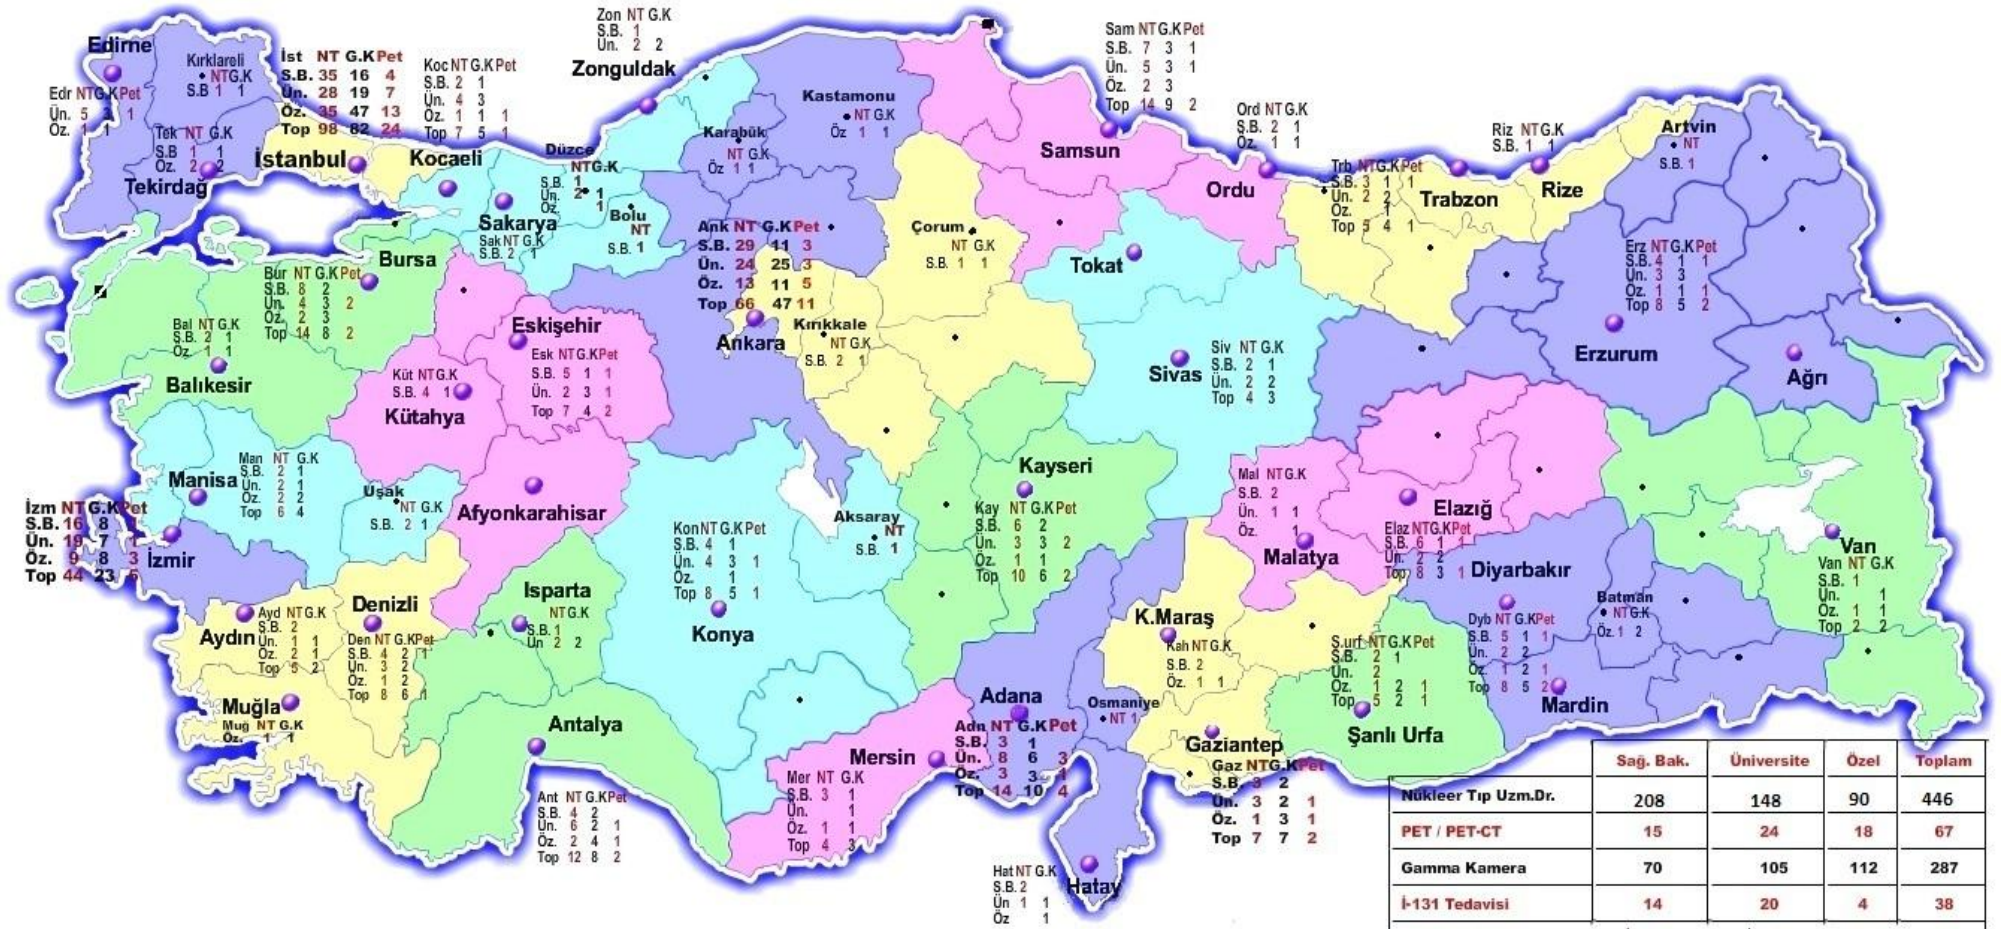 Edirne
Edr NT G.K Pet
Ün. 5 3 1
Öz. 1 1
Kırklareli
NT G.K
S.B 1 1
Tek NT G.K
S.B 1 1
Öz. 2 2
Tekirdağ
İst NT G.K Pet
S.B. 35 16 4
Ün. 28 19 7
Öz. 35 47 13
Top 98 82 24
İstanbul
Koc NT G.K Pet
S.B. 2 1
Ün. 4 3
Öz. 1 1 1
Top 7 5 1
Kocaeli
Zon NT G.K
S.B. 1
Ün. 2 2
Zonguldak
Düzce
NT G.K
S.B. 1
Ün. 2 1
Öz. 1
Sakarya
Sak NT G.K
S.B. 2 1
Bolu
NT
S.B. 1
Karabük
NT G.K
Öz 1 1
Kastamonu
NT G.K
Öz 1 1
Sam NT G.K Pet
S.B. 7 3 1
Ün. 5 3 1
Öz. 2 3
Top 14 9 2
Samsun
Ord NT G.K
S.B. 2 1
Öz. 1 1
Ordu
Trb NT G.K Pet
S.B. 3 1 1
Ün. 2 2
Öz. 1
Top 5 4 1
Trabzon
Riz NT G.K
S.B. 1 1
Rize
Artvin
NT
S.B. 1
Bursa
Bur NT G.K Pet
S.B. 8 2
Ün. 4 3 2
Öz. 2 3
Top 14 8 2
Bal NT G.K
S.B. 2 1
Öz. 1 1
Balıkesir
Eskişehir
Esk NT G.K Pet
S.B. 5 1 1
Ün. 2 3 1
Top 7 4 2
Küt NT G.K
S.B. 4 1
Kütahya
Ank NT G.K Pet
S.B. 29 11 3
Ün. 24 25 3
Öz. 13 11 5
Top 66 47 11
Ankara
Kırıkkale
NT G.K
S.B. 2 1
Çorum
NT G.K
S.B. 1 1
Tokat
Siv NT G.K
S.B. 2 1
Ün. 2 2
Top 4 3
Sivas
Erz NT G.K Pet
S.B. 4 1 1
Ün. 3 3
Öz. 1 1 1
Top 8 5 2
Erzurum
Ağrı
Man NT G.K
S.B. 2 1
Ün. 2 1
Öz. 2 2
Top 6 4
Manisa
Uşak
NT G.K
S.B. 2 1
Afyonkarahisar
İzm NT G.K Pet
S.B. 16 8
Ün. 19 7 1
Öz. 9 8 3
Top 44 23
İzmir
Kon NT G.K Pet
S.B. 4 1
Ün. 4 3 1
Öz. 1
Top 8 5 1
Konya
Aksaray
NT
S.B. 1
Kayseri
Kay NT G.K Pet
S.B. 6 2
Ün. 3 3 2
Öz. 1 1
Top 10 6 2
Mal NT G.K
S.B. 2
Ün. 1 1
Öz. 1
Malatya
Elazığ
Elaz NT G.K Pet
S.B. 6 1 1
Ün. 2 2
Top 8 3 1
Diyarbakır
Dyb NT G.K Pet
S.B. 5 1 1
Ün. 2 2
Öz. 1 2 1
Top 8 5 2
Mardin
Batman
NT G.K
Öz. 1 2
Van
Van NT G.K
S.B. 1
Ün. 1
Öz. 1 1
Top 2 2
Aydın
Ayd NT G.K
S.B. 2
Ün. 1 1
Öz. 2 1
Top 5 2
Denizli
Den NT G.K Pet
S.B. 4 2 1
Ün. 3 2
Öz. 1 2
Top 8 6 1
Isparta
NT G.K
S.B. 1
Ün 2 2
Muğla
Muğ NT G.K
Öz. 1 1
Antalya
Ant NT G.K Pet
S.B. 4 2
Ün. 6 2 1
Öz. 2 4 1
Top 12 8 2
Mersin
Mer NT G.K
S.B. 3 1
Ün. 1
Öz. 1 1
Top 4 3
Adana
Adn NT G.K Pet
S.B. 3 1
Ün. 8 6 3
Öz. 3 3 1
Top 14 10 4
Osmaniye
NT 1
K.Maraş
Kah NT G.K
S.B. 2
Öz. 1 1
Gaziantep
Gaz NT G.K Pet
S.B. 3 2
Ün. 3 2 1
Öz. 1 3 1
Top 7 7 2
S.urf NT G.K Pet
S.B. 2 1
Ün. 2
Öz. 1 2 1
Top 5 2 1
Şanlı Urfa
Hat NT G.K
S.B. 2
Ün 1 1
Öz 1
Hatay
Sağ. Bak. Üniversite Özel Toplam
Nükleer Tıp Uzm.Dr. 208 148 90 446
PET / PET-CT 15 24 18 67
Gamma Kamera 70 105 112 287
İ-131 Tedavisi 14 20 4 38